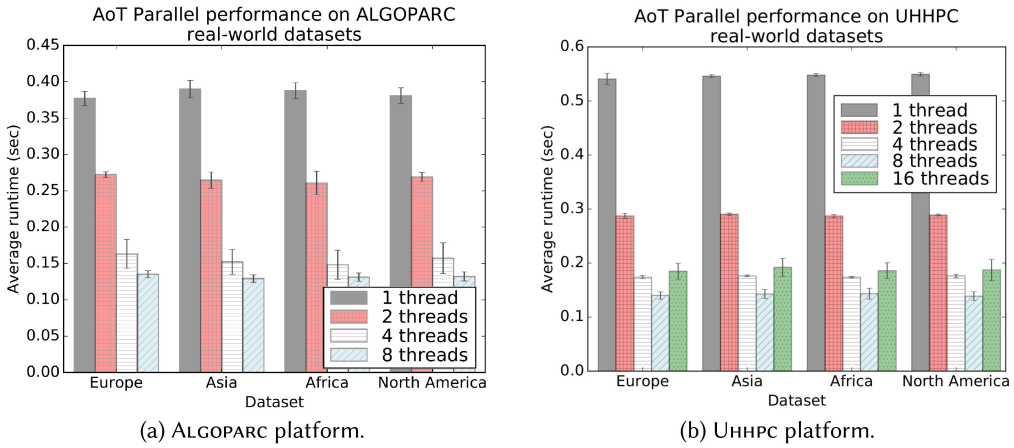 AoT Parallel performance on ALGOPARC
real-world datasets
Average runtime (sec)
0.45
0.40
0.35
0.30
0.25
0.20
0.15
0.10
0.05
0.00
1 thread
2 threads
4 threads
8 threads
Europe Asia Africa North America
Dataset
(a) ALGOPARC platform.
AoT Parallel performance on UHHPC
real-world datasets
Average runtime (sec)
0.6
0.5
0.4
0.3
0.2
0.1
0.0
1 thread
2 threads
4 threads
8 threads
16 threads
Europe Asia Africa North America
Dataset
(b) UHHPC platform.